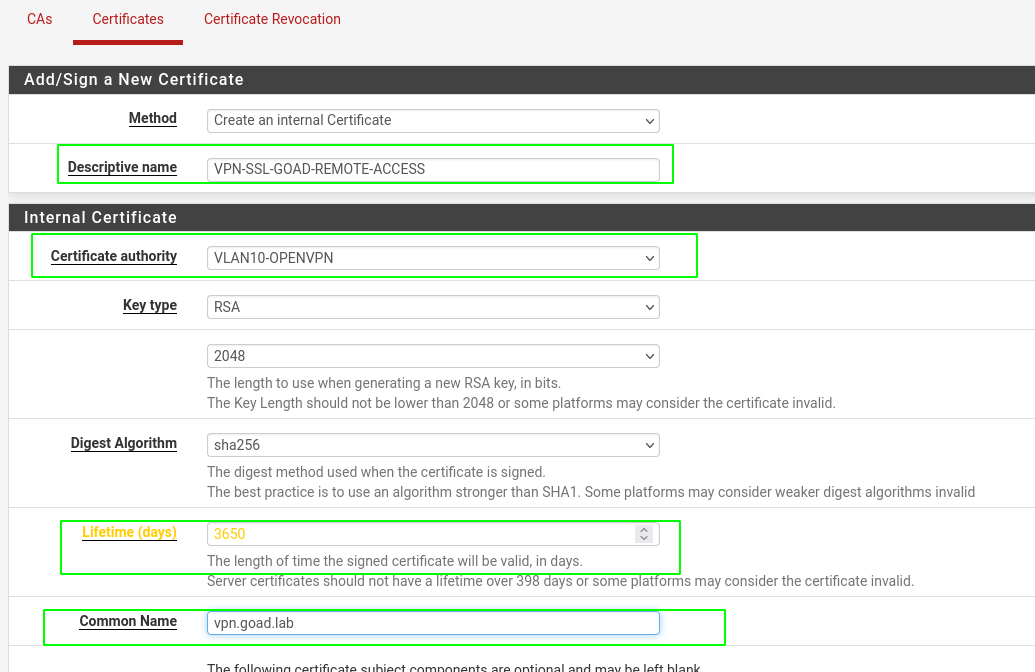 CAs Certificates Certificate Revocation
Add/Sign a New Certificate
Method Create an internal Certificate
Descriptive name VPN-SSL-GOAD-REMOTE-ACCESS
Internal Certificate
Certificate authority VLAN10-OPENVPN
Key type RSA
2048
The length to use when generating a new RSA key, in bits.
The Key Length should not be lower than 2048 or some platforms may consider the certificate invalid.
Digest Algorithm sha256
The digest method used when the certificate is signed.
The best practice is to use an algorithm stronger than SHA1. Some platforms may consider weaker digest algorithms invalid
Lifetime (days) 3650
The length of time the signed certificate will be valid, in days.
Server certificates should not have a lifetime over 398 days or some platforms may consider the certificate invalid.
Common Name vpn.goad.lab
The following certificate subject components are optional and may be left blank.